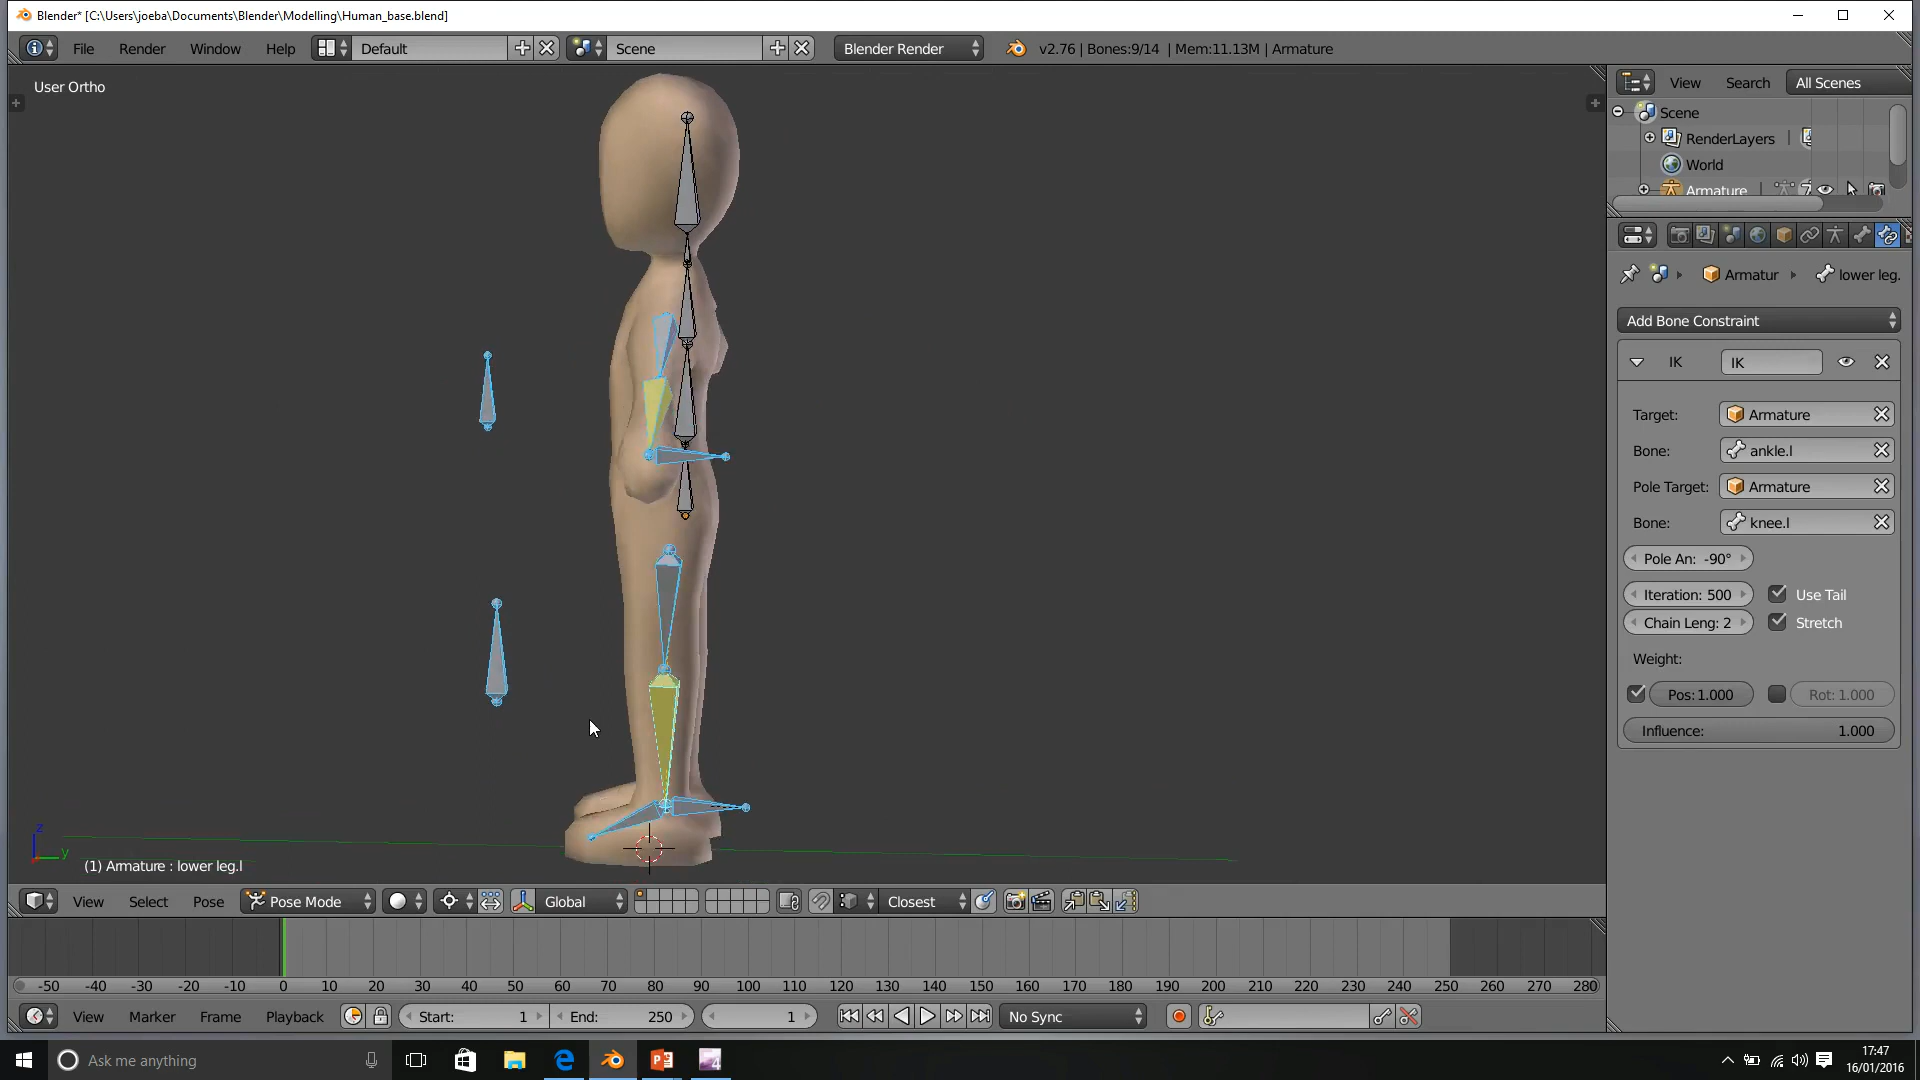 Blender* [C:\Users\joeba\Documents\Blender\Modelling\Human_base.blend]
File Render Window Help Default Scene Blender Render v2.76 | Bones:9/14 | Mem:11.13M | Armature
User Ortho
View Search All Scenes
Scene
RenderLayers
World
Armature
Armatur lower leg.
Add Bone Constraint
IK IK
Target: Armature
Bone: ankle.l
Pole Target: Armature
Bone: knee.l
Pole An: -90°
Iteration: 500 Use Tail
Chain Leng: 2 Stretch
Weight:
Pos: 1.000 Rot: 1.000
Influence: 1.000
z
y
(1) Armature : lower leg.l
View Select Pose Pose Mode Global Closest
-50 -40 -30 -20 -10 0 10 20 30 40 50 60 70 80 90 100 110 120 130 140 150 160 170 180 190 200 210 220 230 240 250 260 270 280
View Marker Frame Playback Start: 1 End: 250 1 No Sync
Ask me anything
17:47
16/01/2016